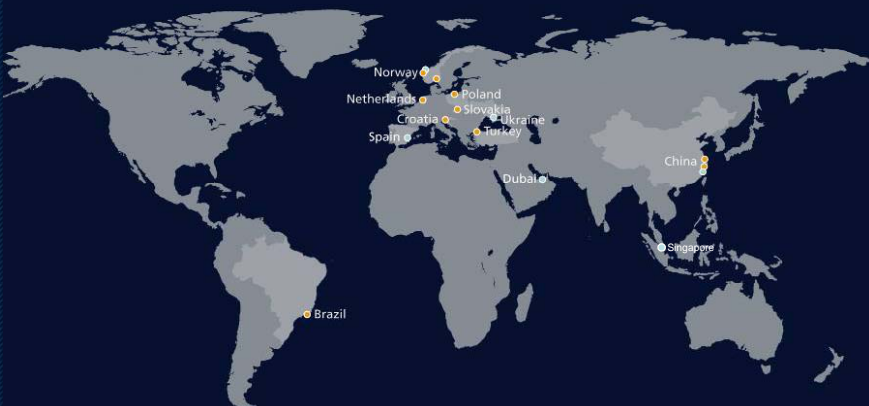 Norway
Poland
Netherlands
Slovakia
Croatia
Ukraine
Turkey
Spain
China
Dubai
Singapore
Brazil